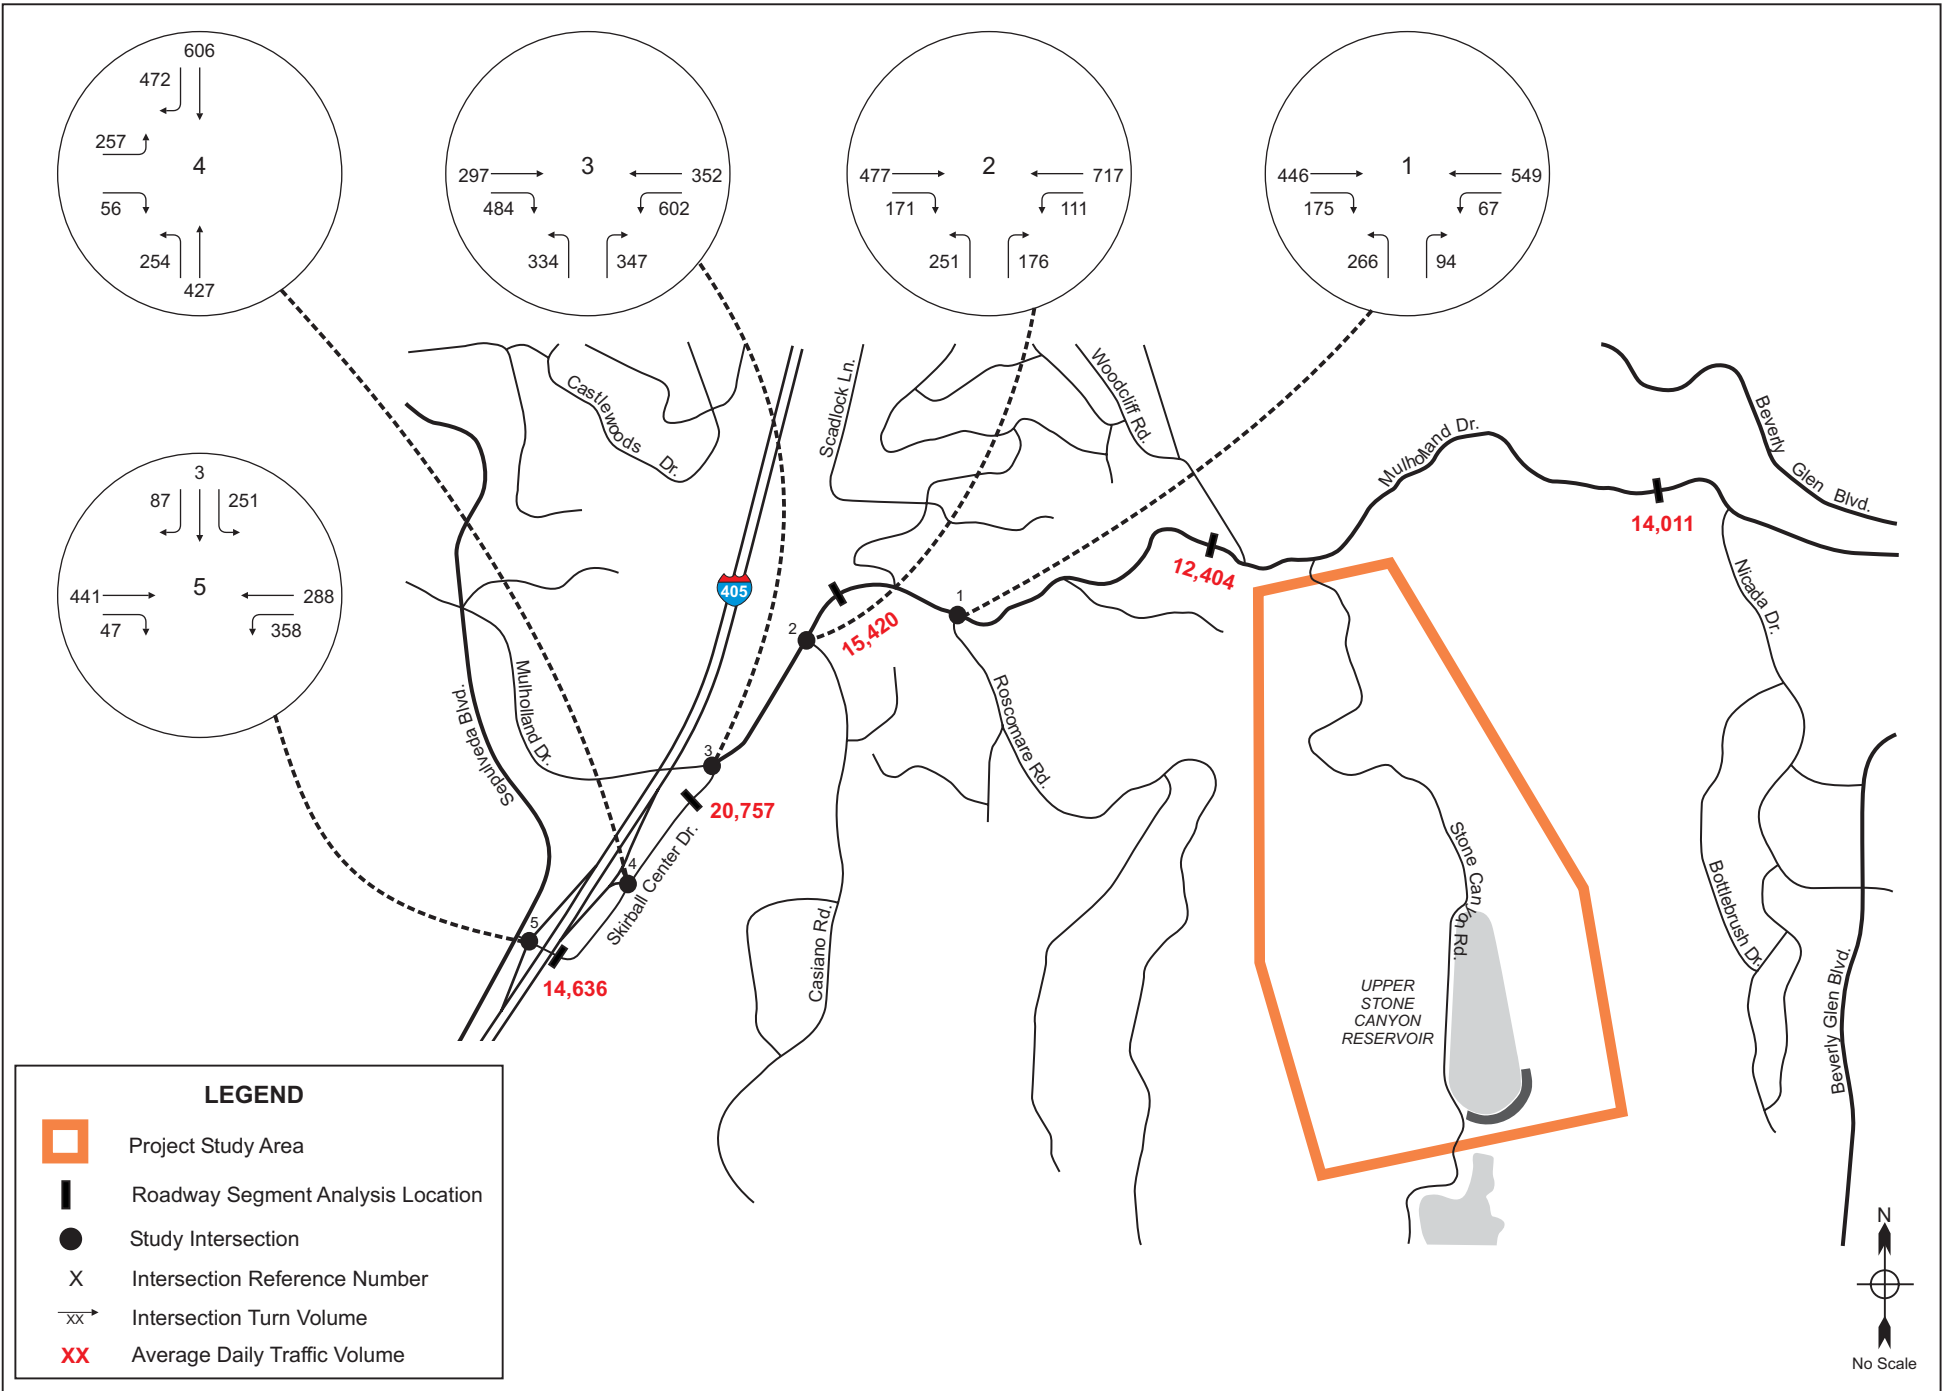 606
472
257
4
56
254
427
297
3
352
484
602
334
347
477
2
717
171
111
251
176
446
1
549
175
67
266
94
3
87
251
441
5
288
47
358
Castlewoods Dr.
Scadlock Ln.
Woodcliff Rd.
Mulholland Dr.
Beverly Glen Blvd.
14,011
12,404
405
15,420
1
2
3
4
5
Nicada Dr.
Mulholland Dr.
Sepulveda Blvd.
Roscomare Rd.
20,757
Skirball Center Dr.
14,636
Casiano Rd.
Stone Canyon Rd.
Bottlebrush Dr.
Beverly Glen Blvd.
UPPER
STONE
CANYON
RESERVOIR
LEGEND
Project Study Area
Roadway Segment Analysis Location
Study Intersection
X Intersection Reference Number
XX Intersection Turn Volume
XX Average Daily Traffic Volume
N
No Scale